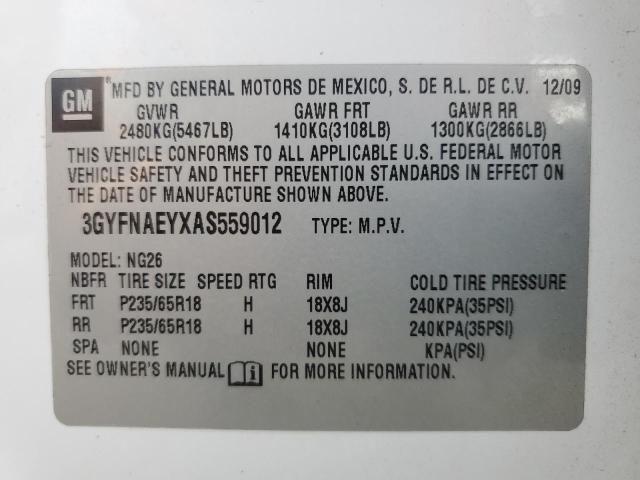 GM
®MFD BY GENERAL MOTORS DE MEXICO, S. DE R.L. DE C.V. 12/09
GVWR GAWR FRT GAWR RR
2480KG(5467LB) 1410KG(3108LB) 1300KG(2866LB)
THIS VEHICLE CONFORMS TO ALL APPLICABLE U.S. FEDERAL MOTOR
VEHICLE SAFETY AND THEFT PREVENTION STANDARDS IN EFFECT ON
THE DATE OF MANUFACTURE SHOWN ABOVE.
3GYFNAEYXAS559012 TYPE: M.P.V.
MODEL: NG26
NBFR TIRE SIZE SPEED RTG RIM COLD TIRE PRESSURE
FRT P235/65R18 H 18X8J 240KPA(35PSI)
RR P235/65R18 H 18X8J 240KPA(35PSI)
SPA NONE NONE KPA(PSI)
SEE OWNER'S MANUAL i FOR MORE INFORMATION.